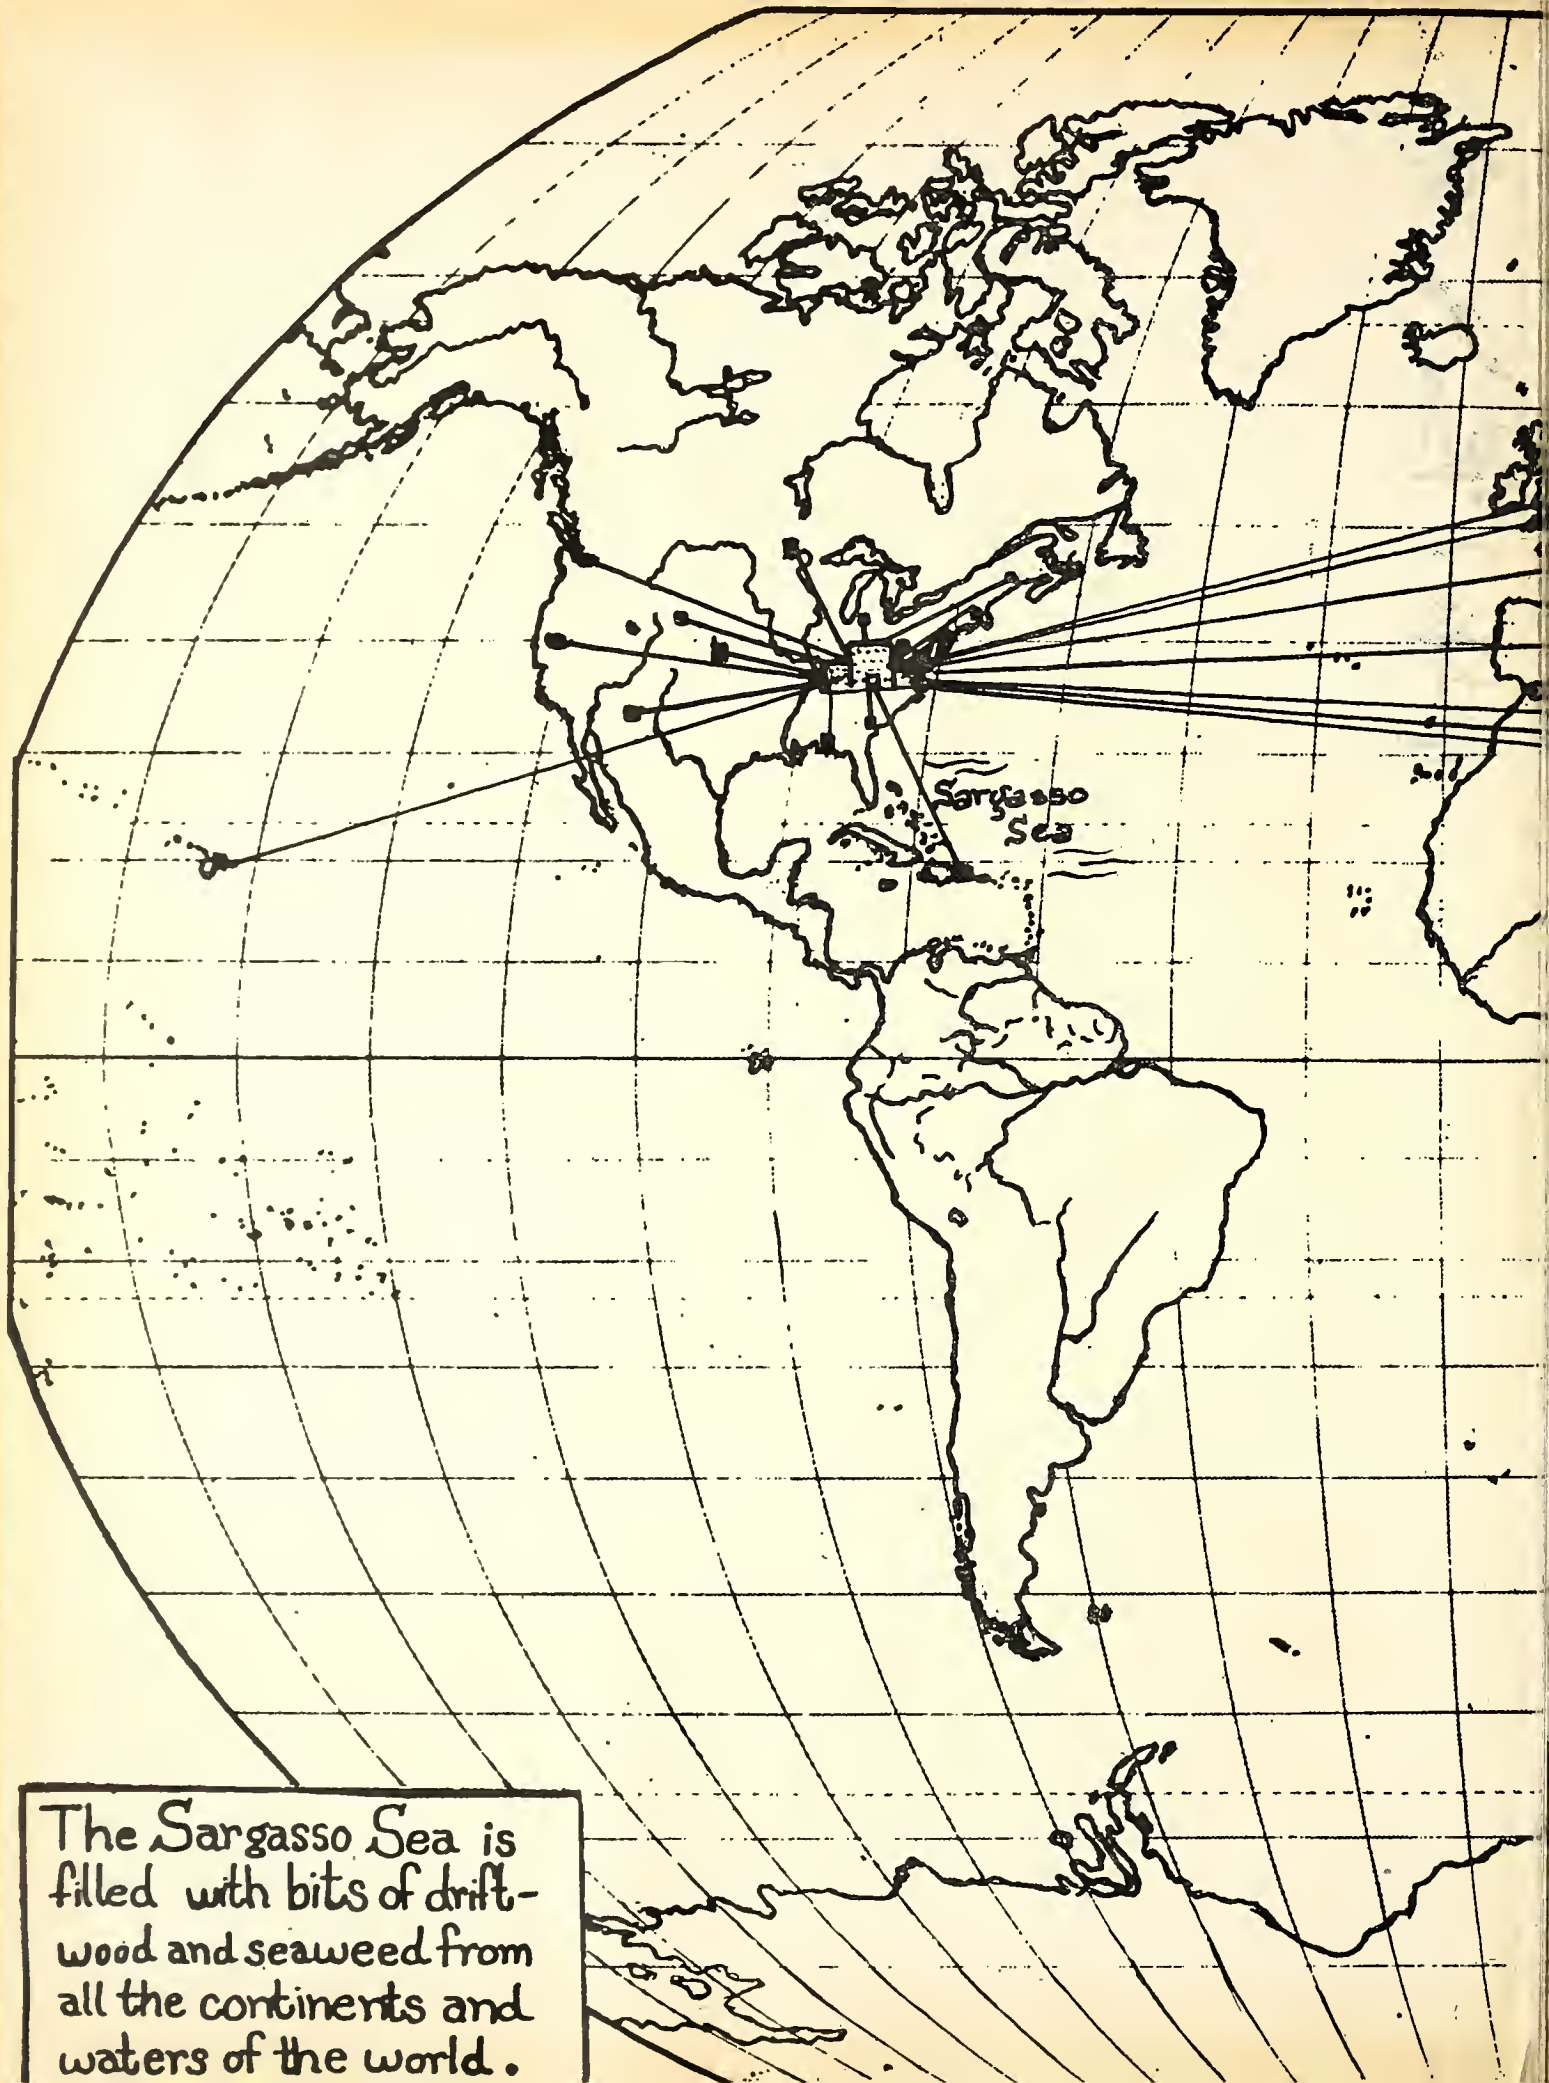 Sargasso
Sea
The Sargasso Sea is
filled with bits of drift-
wood and seaweed from
all the continents and
waters of the world.